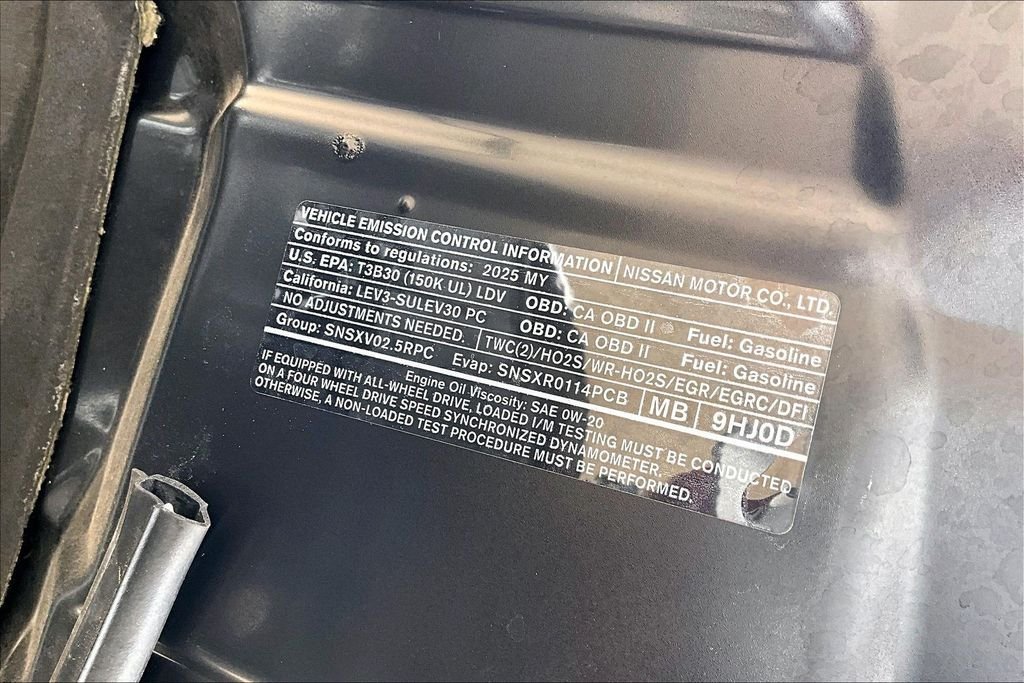 VEHICLE EMISSION CONTROL INFORMATION | NISSAN MOTOR CO., LTD.
Conforms to regulations: 2025 MY
U.S. EPA: T3B30 (150K UL) LDV OBD: CA OBD II Fuel: Gasoline
California: LEV3-SULEV30 PC OBD: CA OBD II Fuel: Gasoline
NO ADJUSTMENTS NEEDED. TWC(2)/HO2S/WR-HO2S/EGR/EGRC/DFI
Group: SNSXV02.5RPC Evap: SNSXR0114PCB MB 9HJ0D
Engine Oil Viscosity: SAE 0W-20
IF EQUIPPED WITH ALL-WHEEL DRIVE, LOADED I/M TESTING MUST BE CONDUCTED
ON A FOUR WHEEL DRIVE SPEED SYNCHRONIZED DYNAMOMETER.
OTHERWISE, A NON-LOADED TEST PROCEDURE MUST BE PERFORMED.